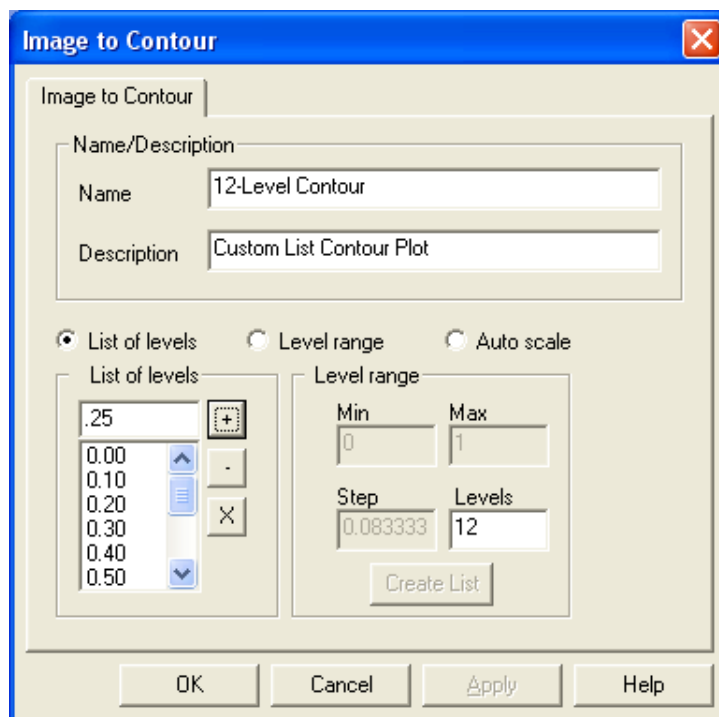 Image to Contour
Image to Contour
Name/Description
Name 12-Level Contour
Description Custom List Contour Plot
List of levels Level range Auto scale
List of levels
.25 +
0.00
0.10
0.20
0.30
0.40
0.50
-
X
Level range
Min Max
0 1
Step Levels
0.083333 12
Create List
OK Cancel Apply Help